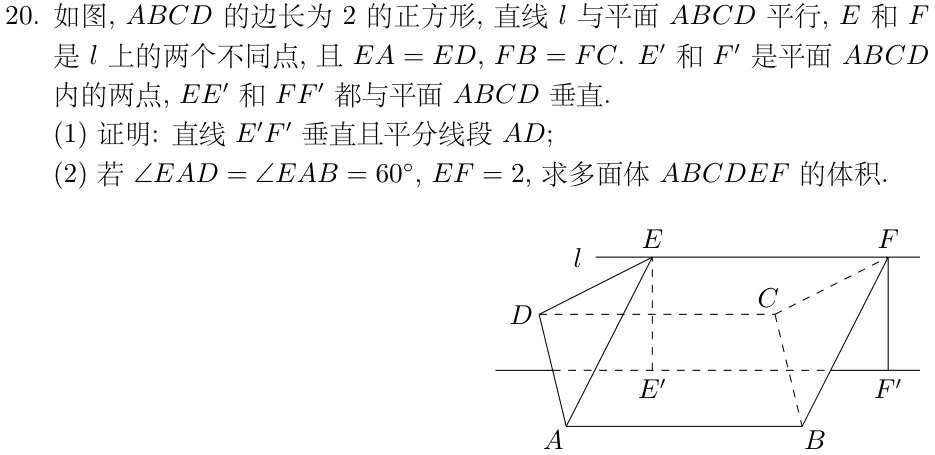 20. 如图, ABCD 的边长为 2 的正方形, 直线 l 与平面 ABCD 平行, E 和 F
是 l 上的两个不同点, 且 EA = ED, FB = FC. E′ 和 F′ 是平面 ABCD
内的两点, EE′ 和 FF′ 都与平面 ABCD 垂直.
(1) 证明: 直线 E′F′ 垂直且平分线段 AD;
(2) 若 ∠EAD = ∠EAB = 60°, EF = 2, 求多面体 ABCDEF 的体积.
E F
l
C
D
E′ F′
A B